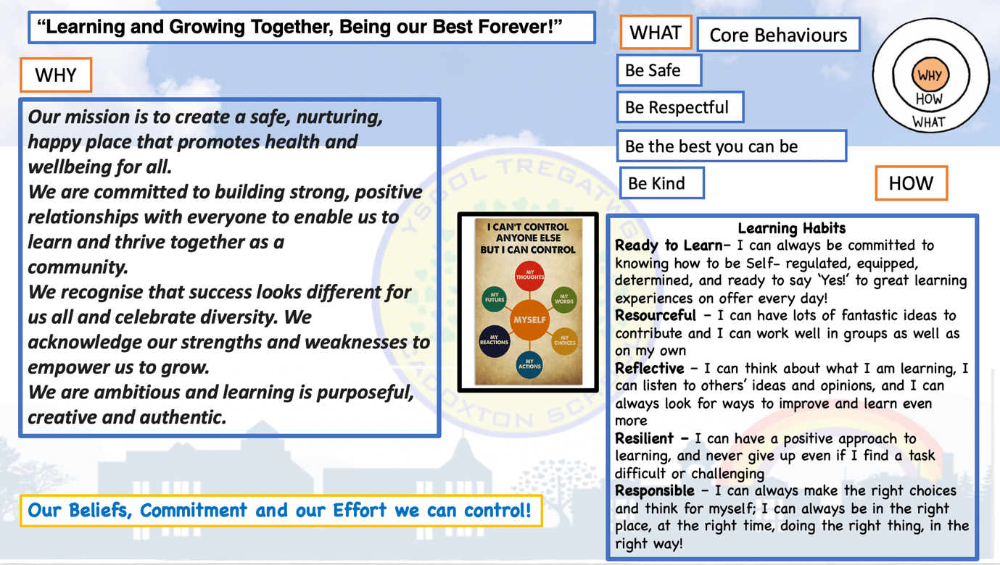 “Learning and Growing Together, Being our Best Forever!”
WHY
Our mission is to create a safe, nurturing,
happy place that promotes health and
wellbeing for all.
We are committed to building strong, positive
relationships with everyone to enable us to
learn and thrive together as a
community.
We recognise that success looks different for
us all and celebrate diversity. We
acknowledge our strengths and weaknesses to
empower us to grow.
We are ambitious and learning is purposeful,
creative and authentic.
Our Beliefs, Commitment and our Effort we can control!
YSGOL TREGATWG
CADOXTON SCHOOL
I CAN'T CONTROL
ANYONE ELSE
BUT I CAN CONTROL
MY
THOUGHTS
MY
FUTURE
MY
WORDS
MYSELF
MY
REACTIONS
MY
CHOICES
MY
ACTIONS
WHAT
Core Behaviours
Be Safe
Be Respectful
Be the best you can be
Be Kind
WHY
HOW
WHAT
HOW
Learning Habits
Ready to Learn– I can always be committed to
knowing how to be Self- regulated, equipped,
determined, and ready to say ‘Yes!’ to great learning
experiences on offer every day!
Resourceful – I can have lots of fantastic ideas to
contribute and I can work well in groups as well as
on my own
Reflective – I can think about what I am learning, I
can listen to others’ ideas and opinions, and I can
always look for ways to improve and learn even
more
Resilient – I can have a positive approach to
learning, and never give up even if I find a task
difficult or challenging
Responsible – I can always make the right choices
and think for myself; I can always be in the right
place, at the right time, doing the right thing, in the
right way!